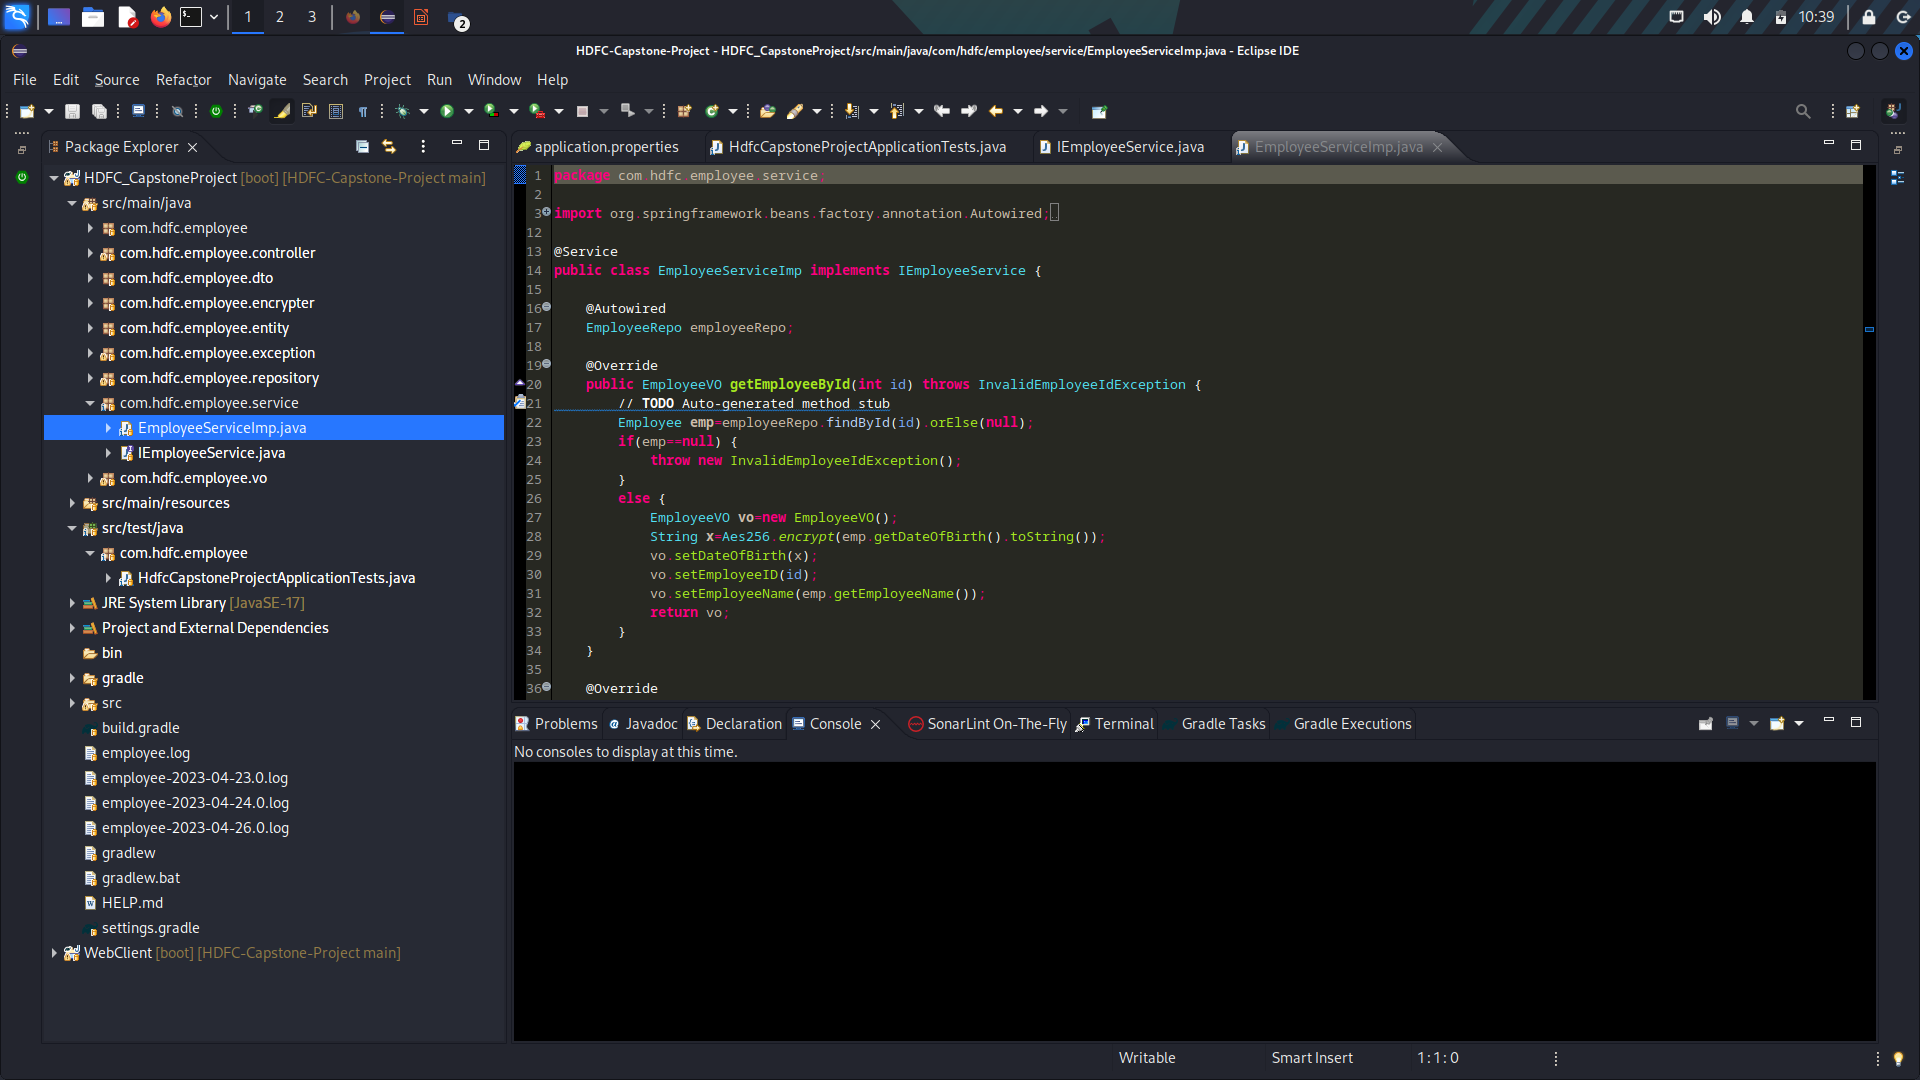 1 2 3 2 10:39
HDFC-Capstone-Project - HDFC_CapstoneProject/src/main/java/com/hdfc/employee/service/EmployeeServiceImp.java - Eclipse IDE
File Edit Source Refactor Navigate Search Project Run Window Help
Package Explorer
HDFC_CapstoneProject [boot] [HDFC-Capstone-Project main]
src/main/java
com.hdfc.employee
com.hdfc.employee.controller
com.hdfc.employee.dto
com.hdfc.employee.encrypter
com.hdfc.employee.entity
com.hdfc.employee.exception
com.hdfc.employee.repository
com.hdfc.employee.service
EmployeeServiceImp.java
IEmployeeService.java
com.hdfc.employee.vo
src/main/resources
src/test/java
com.hdfc.employee
HdfcCapstoneProjectApplicationTests.java
JRE System Library [JavaSE-17]
Project and External Dependencies
bin
gradle
src
build.gradle
employee.log
employee-2023-04-23.0.log
employee-2023-04-24.0.log
employee-2023-04-26.0.log
gradlew
gradlew.bat
HELP.md
settings.gradle
WebClient [boot] [HDFC-Capstone-Project main]
application.properties HdfcCapstoneProjectApplicationTests.java IEmployeeService.java EmployeeServiceImp.java
1 package com.hdfc.employee.service;
2
3 import org.springframework.beans.factory.annotation.Autowired;
12
13 @Service
14 public class EmployeeServiceImp implements IEmployeeService {
15
16 @Autowired
17 EmployeeRepo employeeRepo;
18
19 @Override
20 public EmployeeVO getEmployeeById(int id) throws InvalidEmployeeIdException {
21 // TODO Auto-generated method stub
22 Employee emp=employeeRepo.findById(id).orElse(null);
23 if(emp==null) {
24 throw new InvalidEmployeeIdException();
25 }
26 else {
27 EmployeeVO vo=new EmployeeVO();
28 String x=Aes256.encrypt(emp.getDateOfBirth().toString());
29 vo.setDateOfBirth(x);
30 vo.setEmployeeID(id);
31 vo.setEmployeeName(emp.getEmployeeName());
32 return vo;
33 }
34 }
35
36 @Override
Problems Javadoc Declaration Console SonarLint On-The-Fly Terminal Gradle Tasks Gradle Executions
No consoles to display at this time.
Writable Smart Insert 1 : 1 : 0